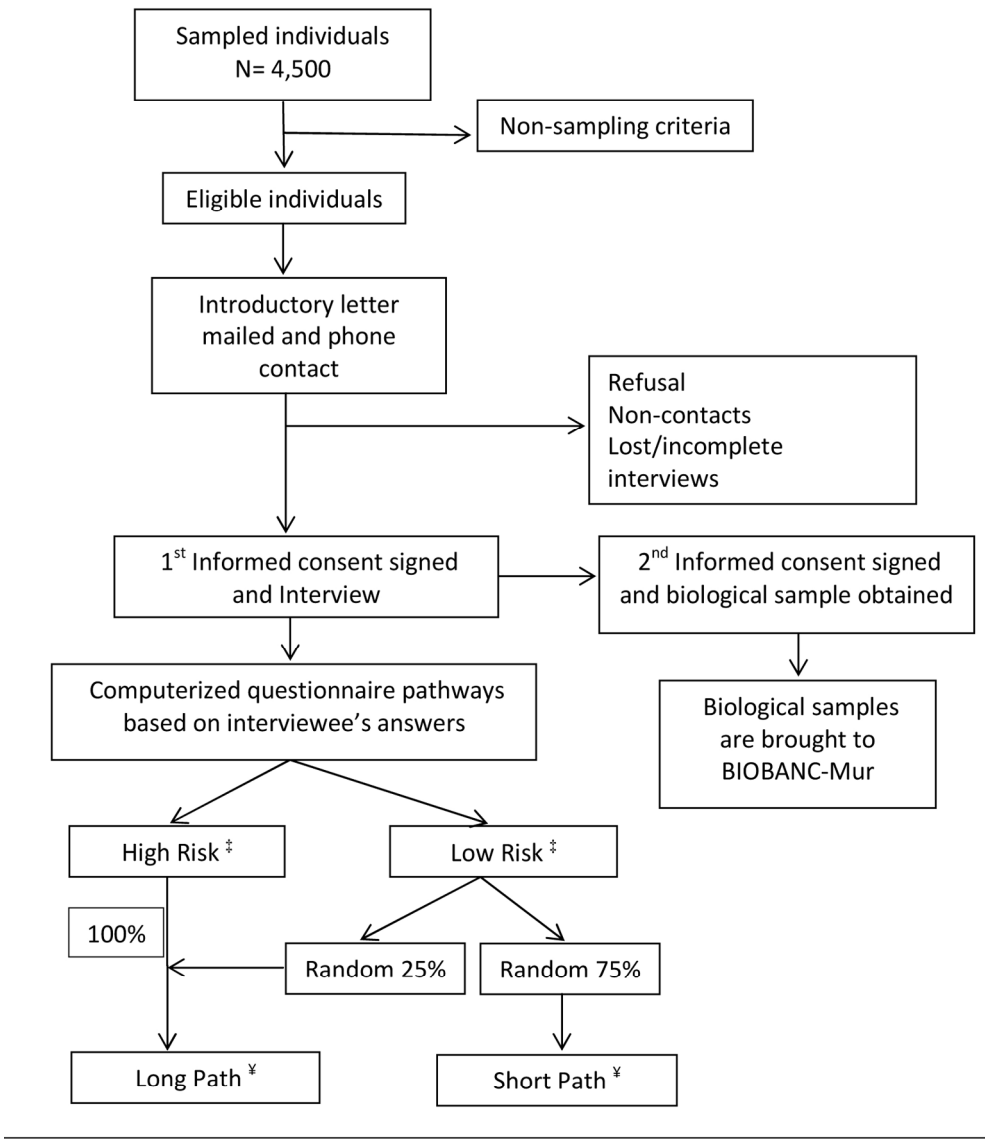 Sampled individuals
N= 4,500
Non-sampling criteria
Eligible individuals
Introductory letter
mailed and phone
contact
Refusal
Non-contacts
Lost/incomplete
interviews
1st Informed consent signed
and Interview
2nd Informed consent signed
and biological sample obtained
Computerized questionnaire pathways
based on interviewee's answers
Biological samples
are brought to
BIOBANC-Mur
High Risk ‡
Low Risk ‡
100%
Random 25%
Random 75%
Long Path ¥
Short Path ¥